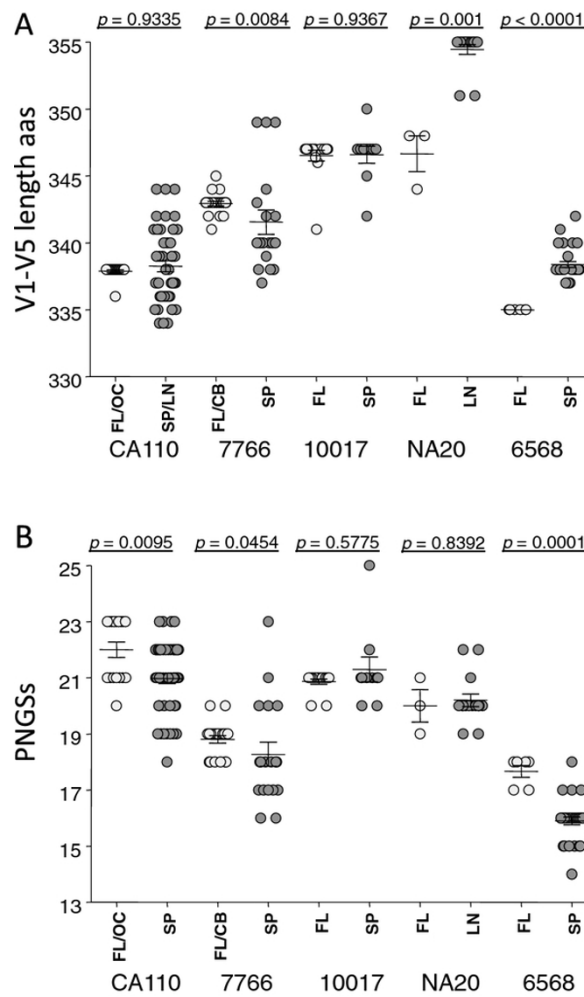 A
p = 0.9335 p = 0.0084 p = 0.9367 p = 0.001 p < 0.0001
V1-V5 length aas
355
350
345
340
335
330
FL/OC SP/LN FL/CB SP FL SP FL LN FL SP
CA110 7766 10017 NA20 6568
B
p = 0.0095 p = 0.0454 p = 0.5775 p = 0.8392 p = 0.0001
PNGSs
25
23
21
19
17
15
13
FL/OC SP FL/CB SP FL SP FL LN FL SP
CA110 7766 10017 NA20 6568